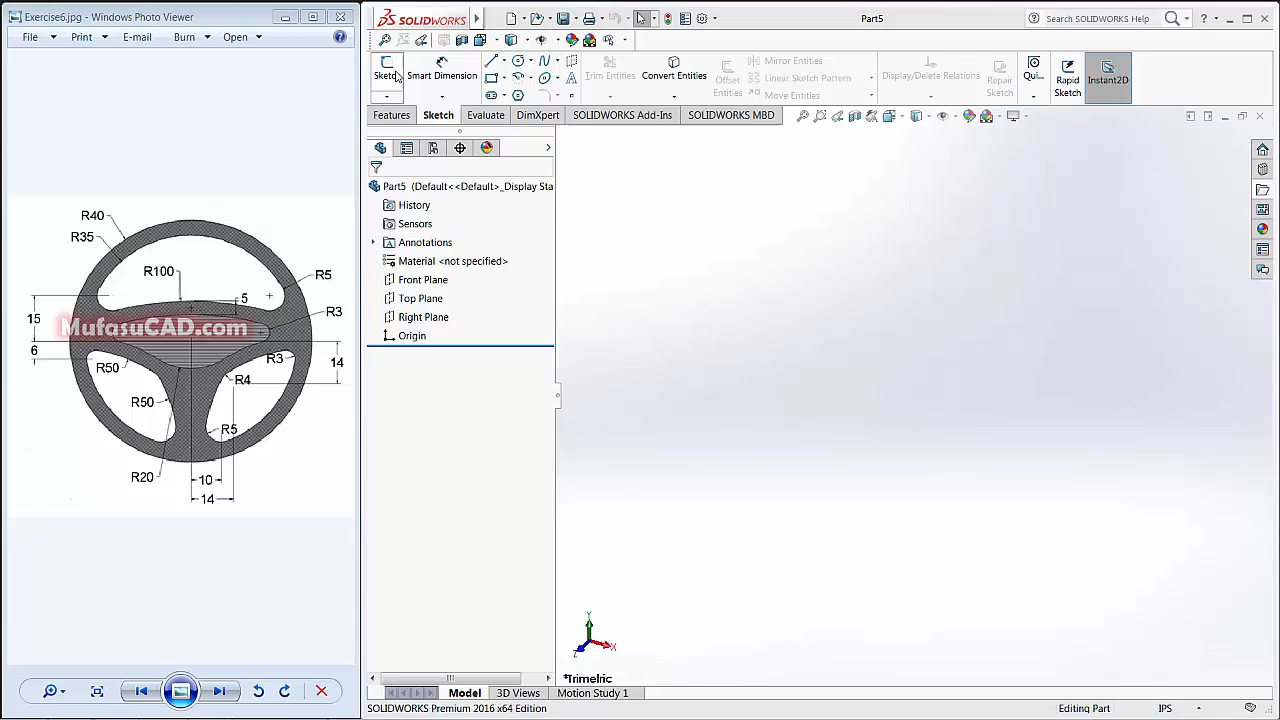 Exercise6.jpg - Windows Photo Viewer
File Print E-mail Burn Open
R40
R35
R100
5
R5
R3
15
MufasuCAD.com
6
R50
R3
14
R4
R50
R5
R20
10
14
SOLIDWORKS
Part5
Search SOLIDWORKS Help
Sketch
Smart Dimension
Trim Entities
Convert Entities
Offset Entities
Mirror Entities
Linear Sketch Pattern
Move Entities
Display/Delete Relations
Repair Sketch
Qui...
Rapid Sketch
Instant2D
Features Sketch Evaluate DimXpert SOLIDWORKS Add-Ins SOLIDWORKS MBD
Part5 (Default<<Default>_Display Sta
History
Sensors
Annotations
Material <not specified>
Front Plane
Top Plane
Right Plane
Origin
Y
X
Z
*Trimetric
Model 3D Views Motion Study 1
SOLIDWORKS Premium 2016 x64 Edition
Editing Part
IPS